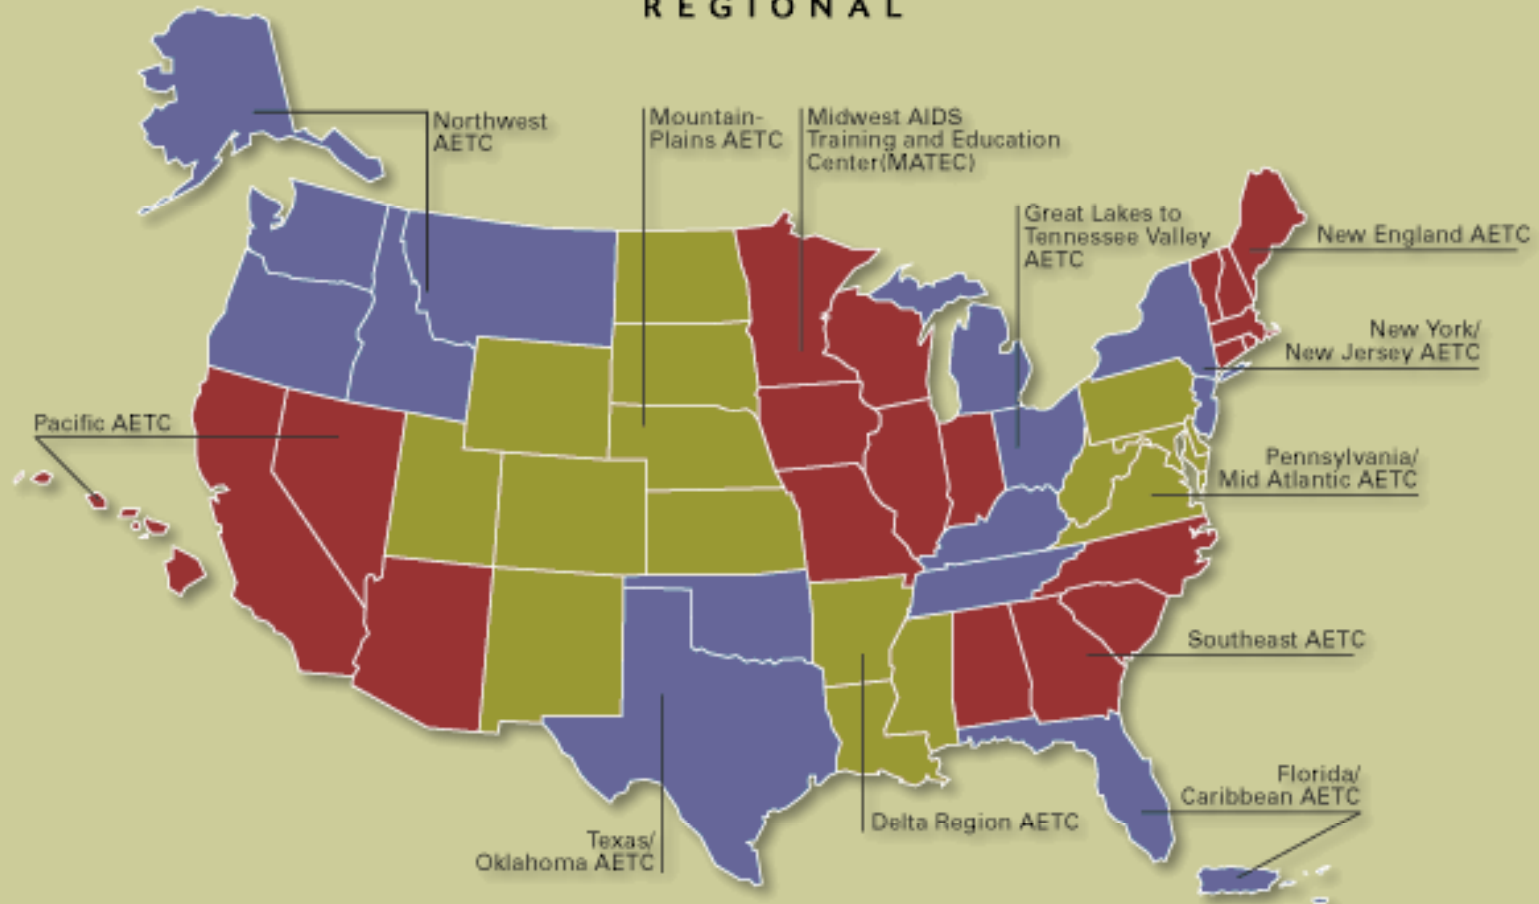 REGIONAL
Northwest
AETC
Mountain-
Plains AETC
Midwest AIDS
Training and Education
Center(MATEC)
Great Lakes to
Tennessee Valley
AETC
New England AETC
New York/
New Jersey AETC
Pacific AETC
Pennsylvania/
Mid Atlantic AETC
Southeast AETC
Florida/
Caribbean AETC
Delta Region AETC
Texas/
Oklahoma AETC